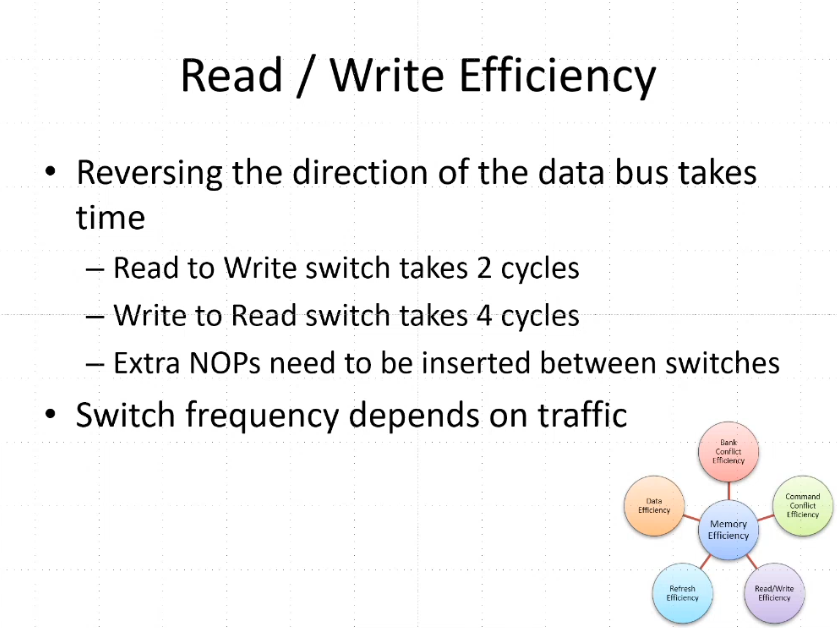 Read / Write Efficiency
• Reversing the direction of the data bus takes
time
– Read to Write switch takes 2 cycles
– Write to Read switch takes 4 cycles
– Extra NOPs need to be inserted between switches
• Switch frequency depends on traffic
Bank
Conflict
Efficiency
Data
Efficiency
Command
Conflict
Efficiency
Memory
Efficiency
Refresh
Efficiency
Read/Write
Efficiency